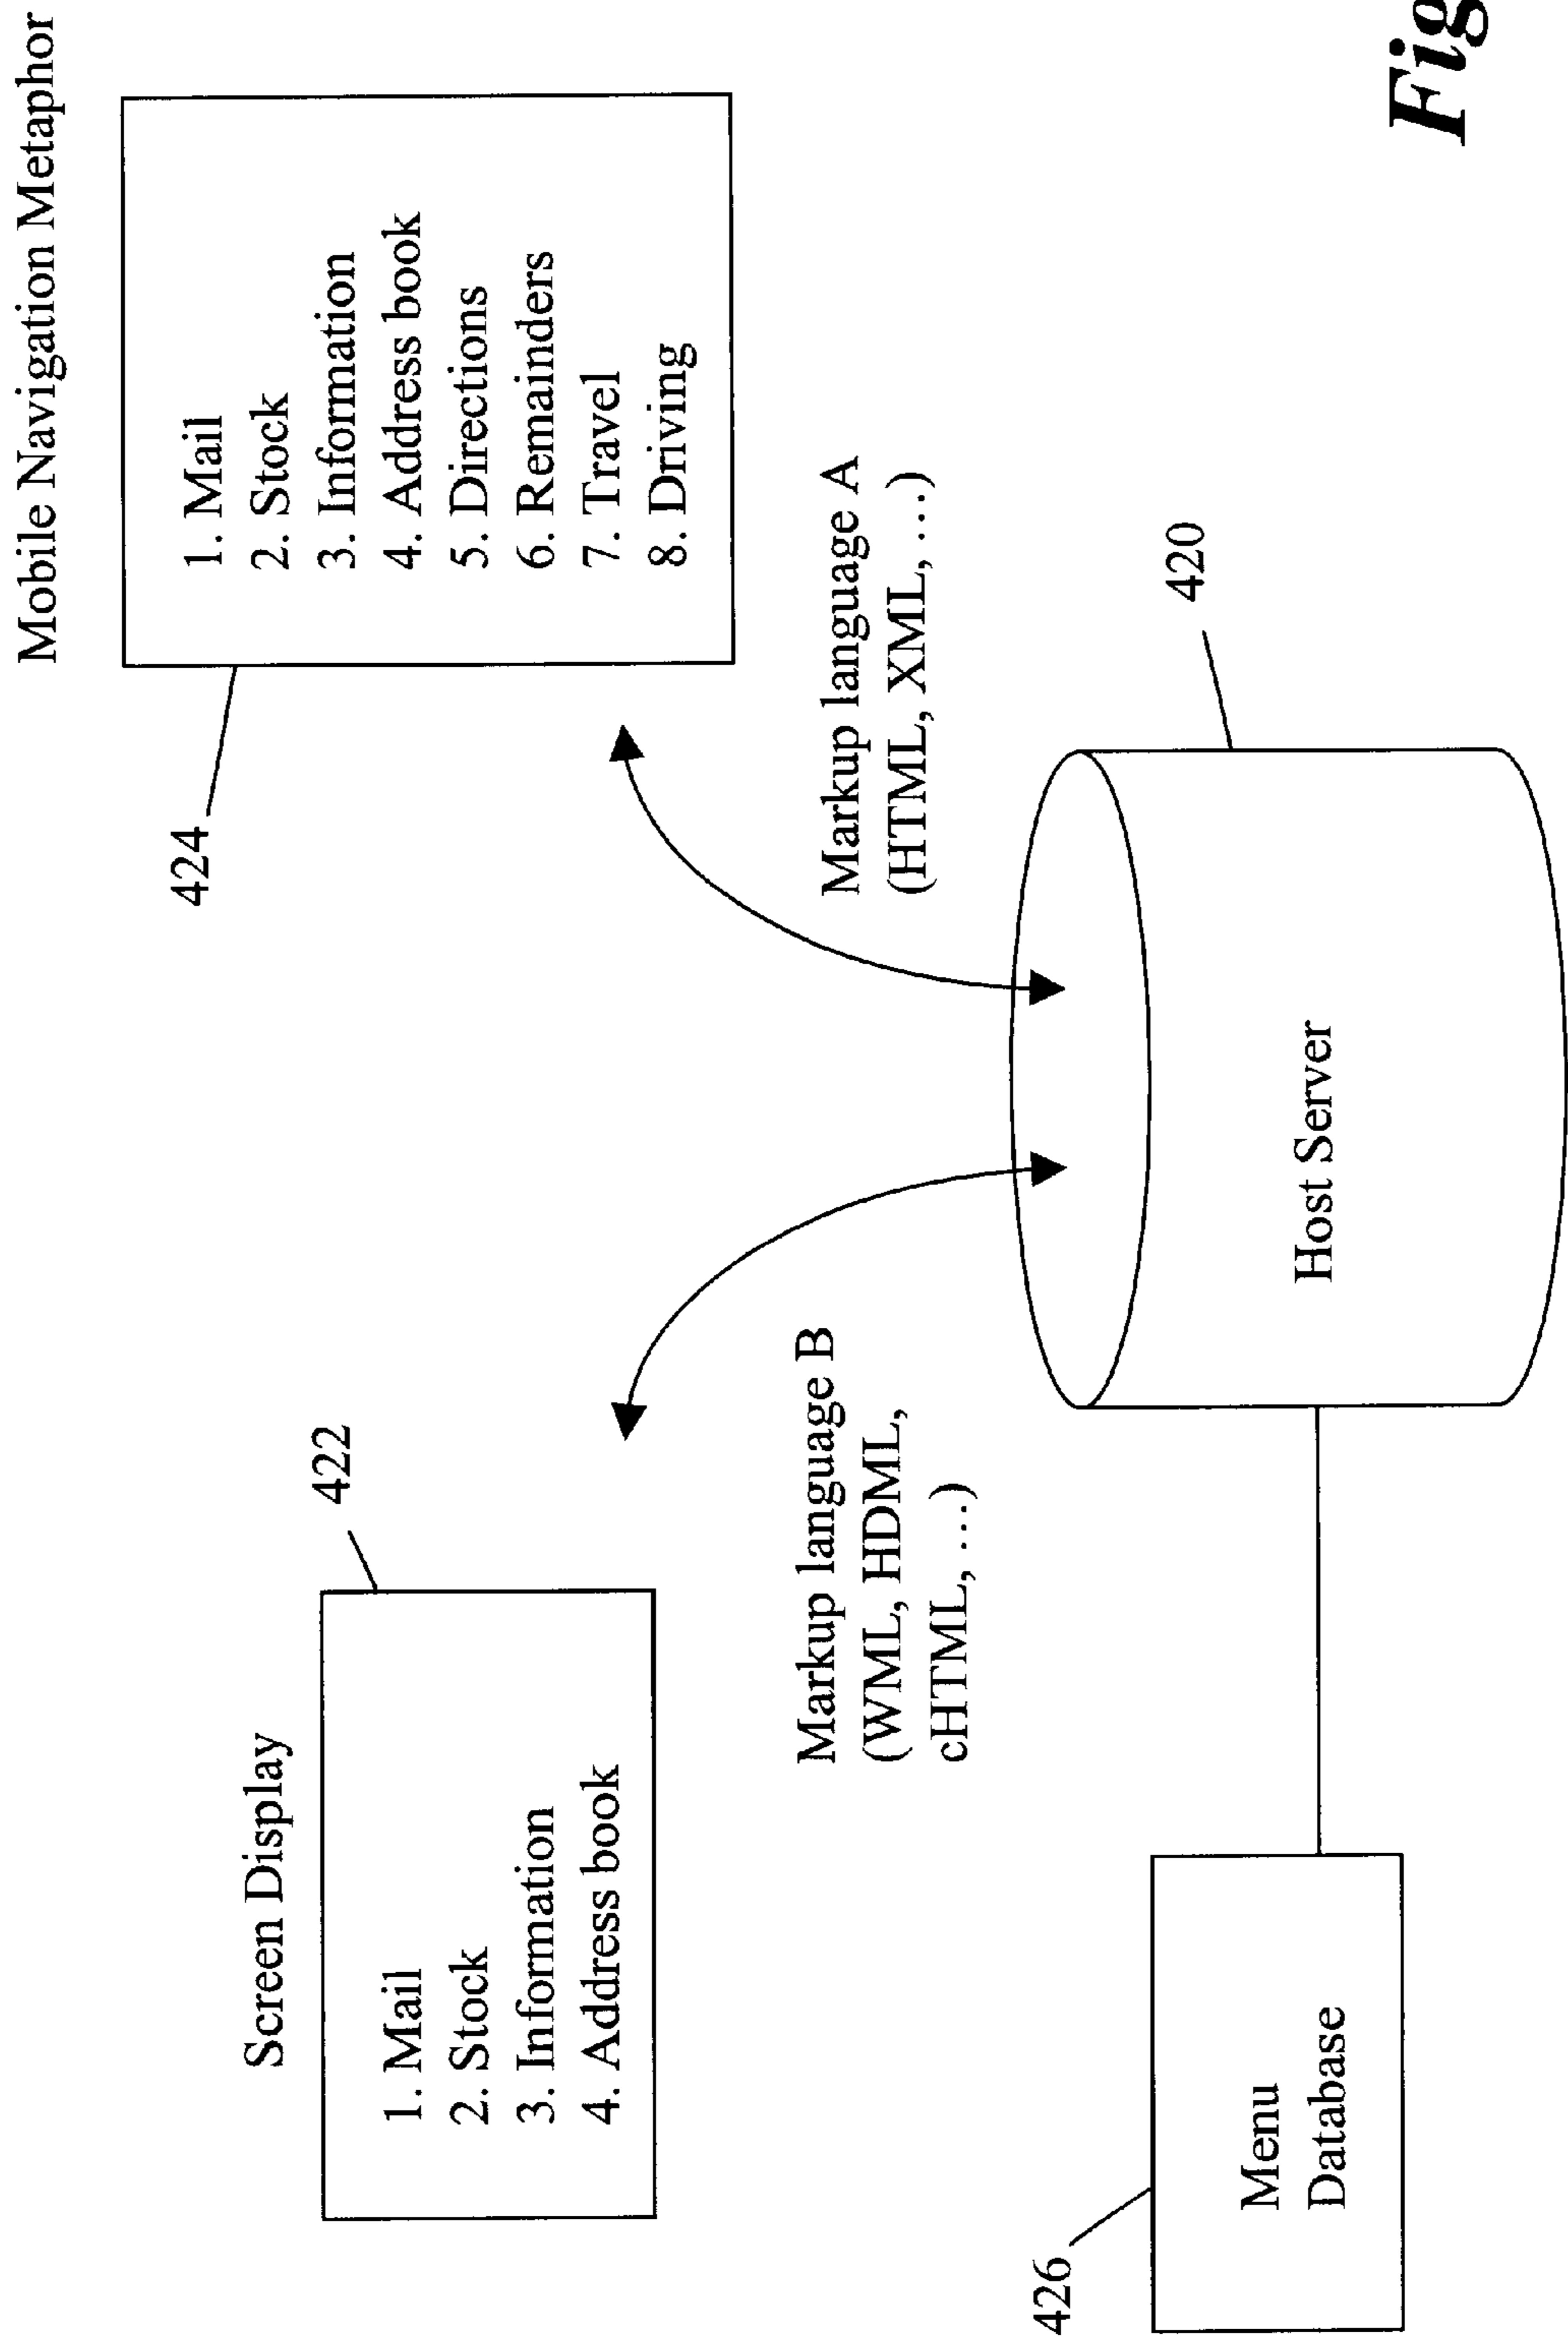 Mobile Navigation Metaphor
424
1. Mail
2. Stock
3. Information
4. Address book
5. Directions
6. Remainders
7. Travel
8. Driving
Screen Display
422
1. Mail
2. Stock
3. Information
4. Address book
Markup language B
(WML, HDML,
cHTML, ....)
Markup language A
(HTML, XML, ....)
420
Host Server
426
Menu
Database
Fig